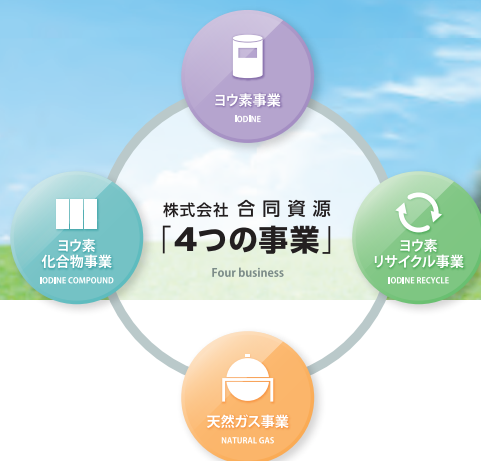 ヨウ素事業
IODINE
株式会社 合同資源
「4つの事業」
Four business
ヨウ素
化合物事業
IODINE COMPOUND
ヨウ素
リサイクル事業
IODINE RECYCLE
天然ガス事業
NATURAL GAS